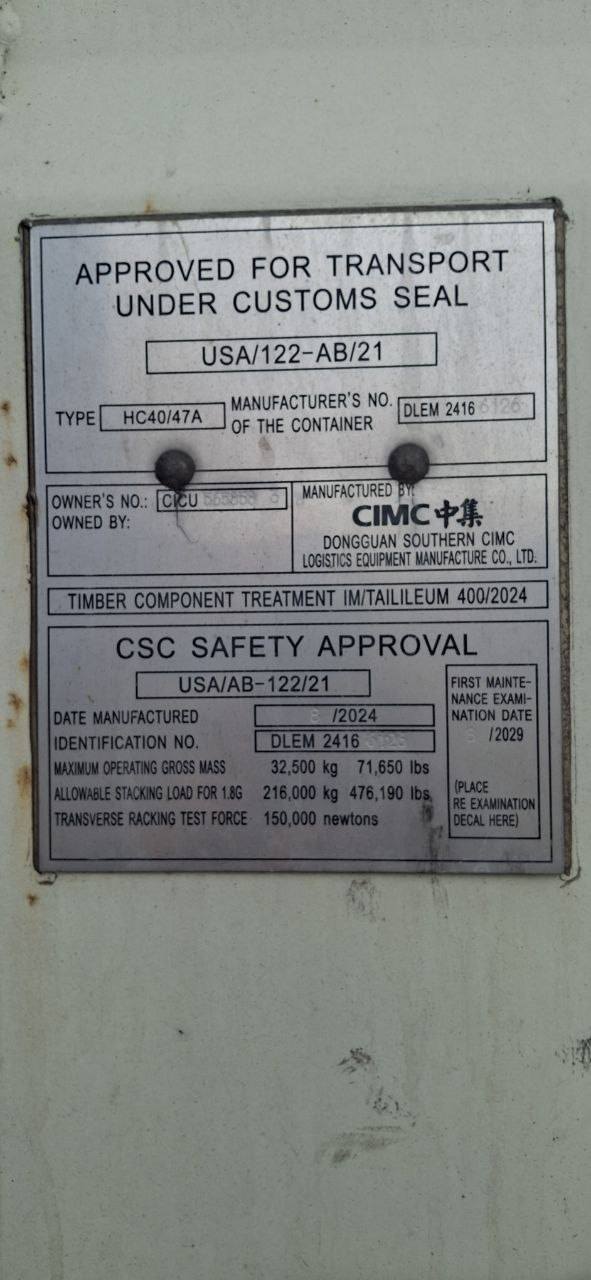 APPROVED FOR TRANSPORT
UNDER CUSTOMS SEAL
USA/122-AB/21
TYPE HC40/47A
MANUFACTURER'S NO.
OF THE CONTAINER
DLEM 2416
OWNER'S NO.: CICU
OWNED BY:
MANUFACTURED BY:
CIMC中集
DONGGUAN SOUTHERN CIMC
LOGISTICS EQUIPMENT MANUFACTURE CO., LTD.
TIMBER COMPONENT TREATMENT IM/TAILILEUM 400/2024
CSC SAFETY APPROVAL
USA/AB-122/21
DATE MANUFACTURED 8 /2024
IDENTIFICATION NO. DLEM 2416
MAXIMUM OPERATING GROSS MASS 32,500 kg 71,650 lbs
ALLOWABLE STACKING LOAD FOR 1.8G 216,000 kg 476,190 lbs
TRANSVERSE RACKING TEST FORCE 150,000 newtons
FIRST MAINTE-
NANCE EXAMI-
NATION DATE
/2029
(PLACE
RE EXAMINATION
DECAL HERE)